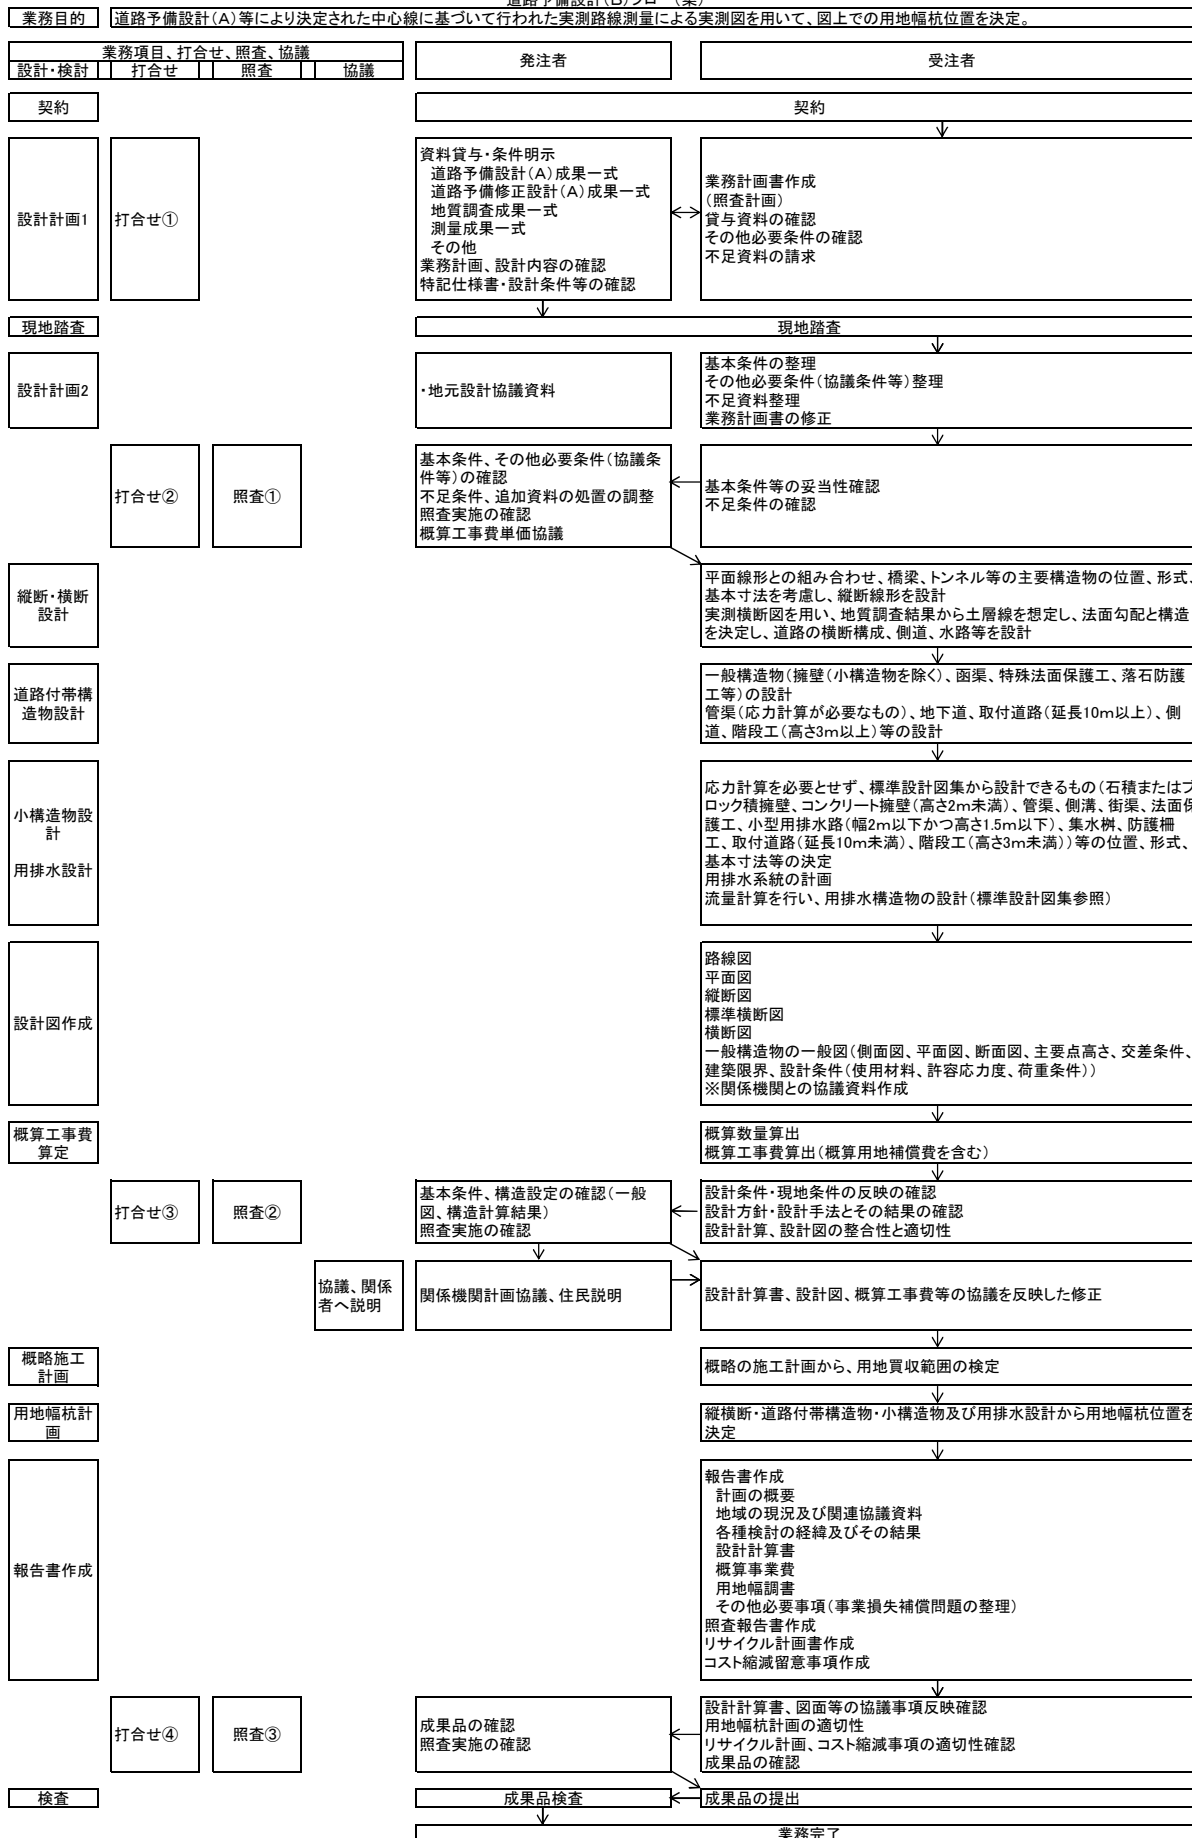 道路予備設計（B）フロー（案）
業務目的
道路予備設計（A）等により決定された中心線に基づいて行われた実測路線測量による実測図を用いて、図上での用地幅杭位置を決定。
業務項目、打合せ、照査、協議
設計・検討
打合せ
照査
協議
発注者
受注者
契約
契約
設計計画1
打合せ①
資料貸与・条件明示
道路予備設計（A）成果一式
道路予備修正設計（A）成果一式
地質調査成果一式
測量成果一式
その他
業務計画、設計内容の確認
特記仕様書・設計条件等の確認
業務計画書作成
（照査計画）
貸与資料の確認
その他必要条件の確認
不足資料の請求
現地踏査
現地踏査
設計計画2
・地元設計協議資料
基本条件の整理
その他必要条件（協議条件等）整理
不足資料整理
業務計画書の修正
打合せ②
照査①
基本条件、その他必要条件（協議条
件等）の確認
不足条件、追加資料の処置の調整
照査実施の確認
概算工事費単価協議
基本条件等の妥当性確認
不足条件の確認
縦断・横断
設計
平面線形との組み合わせ、橋梁、トンネル等の主要構造物の位置、形式、
基本寸法を考慮し、縦断線形を設計
実測横断図を用い、地質調査結果から土層線を想定し、法面勾配と構造
を決定し、道路の横断構成、側道、水路等を設計
道路付帯構
造物設計
一般構造物（擁壁（小構造物を除く）、函渠、特殊法面保護工、落石防護
工等）の設計
管渠（応力計算が必要なもの）、地下道、取付道路（延長10m以上）、側
道、階段工（高さ3m以上）等の設計
小構造物設
計
用排水設計
応力計算を必要とせず、標準設計図集から設計できるもの（石積またはブ
ロック積擁壁、コンクリート擁壁（高さ2m未満）、管渠、側溝、街渠、法面保
護工、小型用排水路（幅2m以下かつ高さ1.5m以下）、集水桝、防護柵
工、取付道路（延長10m未満）、階段工（高さ3m未満））等の位置、形式、
基本寸法等の決定
用排水系統の計画
流量計算を行い、用排水構造物の設計（標準設計図集参照）
設計図作成
路線図
平面図
縦断図
標準横断図
横断図
一般構造物の一般図（側面図、平面図、断面図、主要点高さ、交差条件、
建築限界、設計条件（使用材料、許容応力度、荷重条件））
※関係機関との協議資料作成
概算工事費
算定
概算数量算出
概算工事費算出（概算用地補償費を含む）
打合せ③
照査②
基本条件、構造設定の確認（一般
図、構造計算結果）
照査実施の確認
設計条件・現地条件の反映の確認
設計方針・設計手法とその結果の確認
設計計算、設計図の整合性と適切性
協議、関係
者へ説明
関係機関計画協議、住民説明
設計計算書、設計図、概算工事費等の協議を反映した修正
概略施工
計画
概略の施工計画から、用地買収範囲の検定
用地幅杭計
画
縦横断・道路付帯構造物・小構造物及び用排水設計から用地幅杭位置を
決定
報告書作成
報告書作成
計画の概要
地域の現況及び関連協議資料
各種検討の経緯及びその結果
設計計算書
概算事業費
用地幅調書
その他必要事項（事業損失補償問題の整理）
照査報告書作成
リサイクル計画書作成
コスト縮減留意事項作成
打合せ④
照査③
成果品の確認
照査実施の確認
設計計算書、図面等の協議事項反映確認
用地幅杭計画の適切性
リサイクル計画、コスト縮減事項の適切性確認
成果品の確認
検査
成果品検査
成果品の提出
業務完了